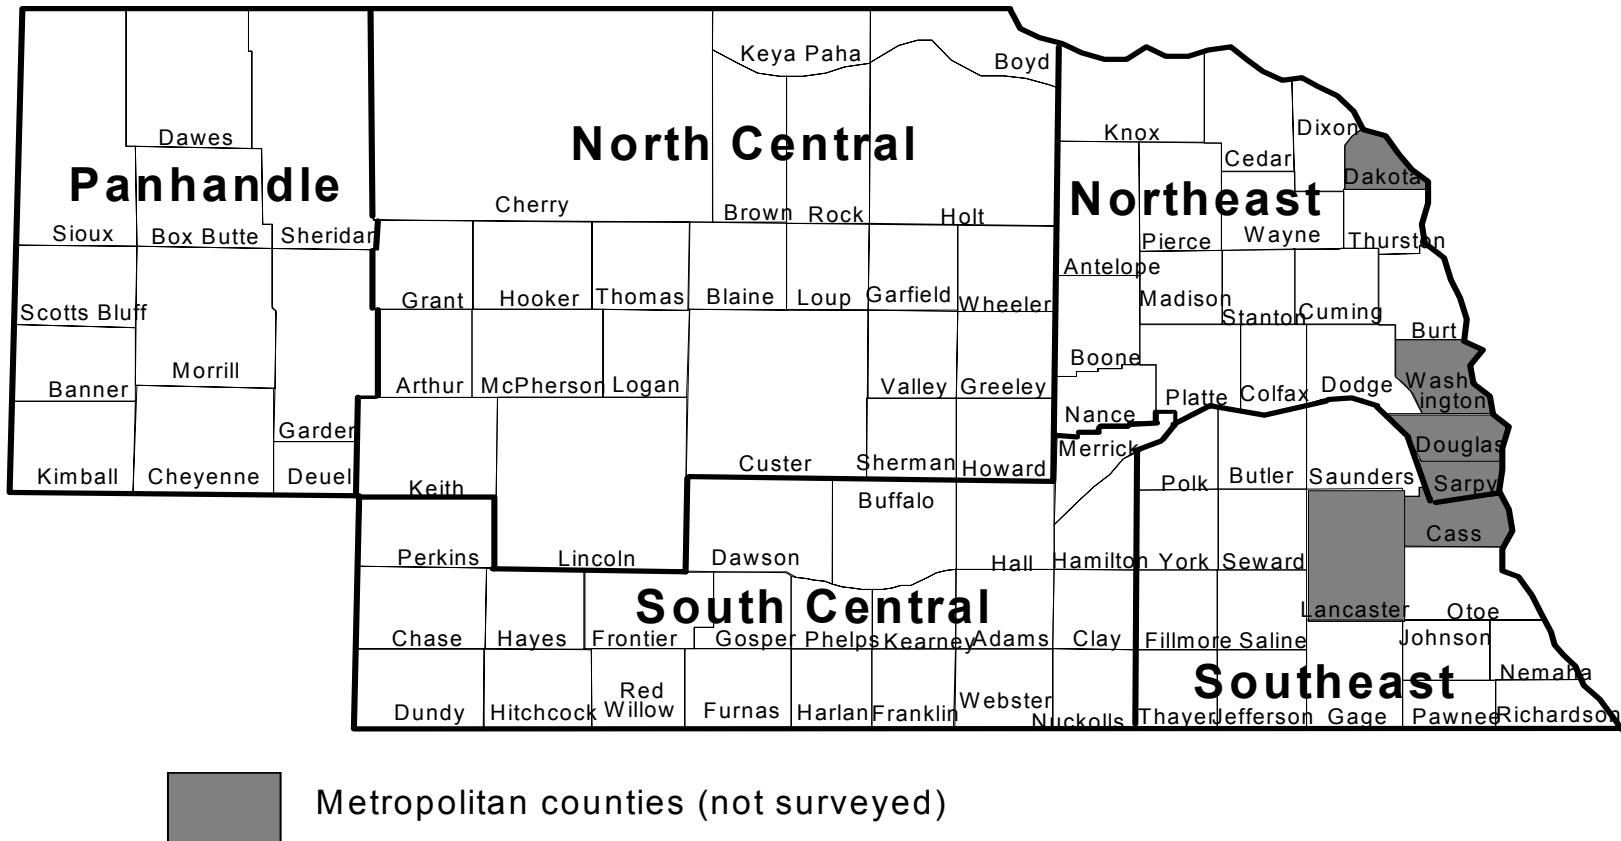 Keya Paha
Boyd
Knox
Dixon
Dawes
North Central
Cedar
Dakota
Panhandle
Northeast
Cherry
Brown
Rock
Holt
Sioux
Box Butte
Sheridan
Pierce
Wayne
Thurston
Antelope
Scotts Bluff
Grant
Hooker
Thomas
Blaine
Loup
Garfield
Wheeler
Madison
Stanton
Cuming
Burt
Banner
Morrill
Arthur
McPherson
Logan
Valley
Greeley
Boone
Platte
Colfax
Dodge
Wash-
ington
Nance
Garden
Merrick
Douglas
Kimball
Cheyenne
Deuel
Keith
Custer
Sherman
Howard
Polk
Butler
Saunders
Sarpy
Buffalo
Cass
Perkins
Lincoln
Dawson
Hall
Hamilton
York
Seward
South Central
Lancaster
Otoe
Chase
Hayes
Frontier
Gosper
Phelps
Kearney
Adams
Clay
Fillmore
Saline
Johnson
Nemaha
Southeast
Dundy
Hitchcock
Red
Willow
Furnas
Harlan
Franklin
Webster
Nuckolls
Thayer
Jefferson
Gage
Pawnee
Richardson
Metropolitan counties (not surveyed)